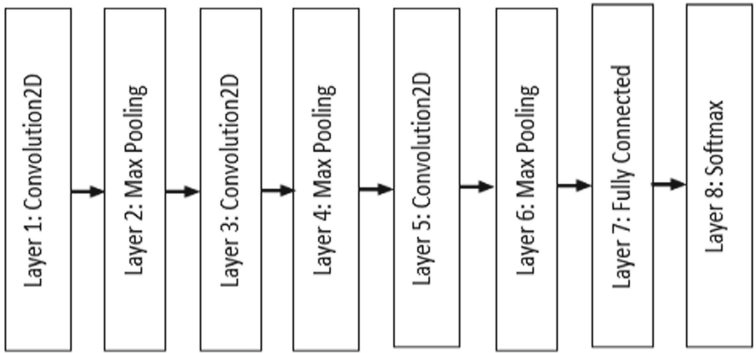 Layer 1: Convolution2D
Layer 2: Max Pooling
Layer 3: Convolution2D
Layer 4: Max Pooling
Layer 5: Convolution2D
Layer 6: Max Pooling
Layer 7: Fully Connected
Layer 8: Softmax